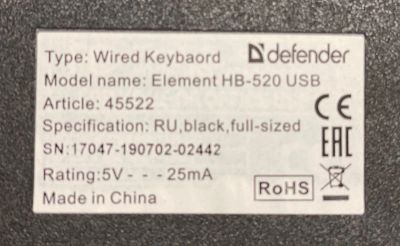 Type: Wired Keybaord
defender
Model name: Element HB-520 USB
Article: 45522
CE
Specification: RU,black,full-sized
EAC
SN:17047-190702-02442
Rating:5V - - - 25mA
RoHS
Made in China